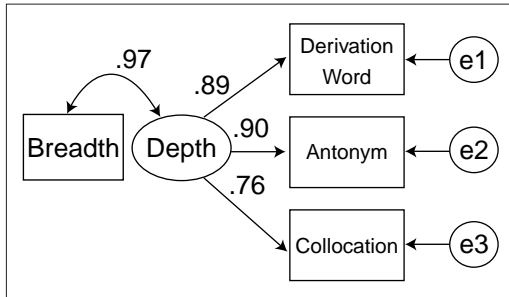 .97
.89
Derivation
Word
e1
Breadth
Depth
.90
Antonym
e2
.76
Collocation
e3